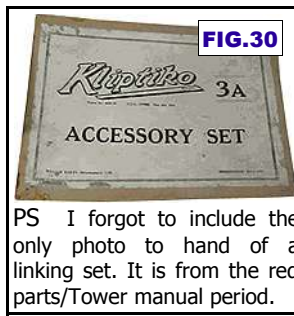 FIG.30
Kliptiko
3A
ACCESSORY SET
PS I forgot to include the
only photo to hand of a
linking set. It is from the red
parts/Tower manual period.